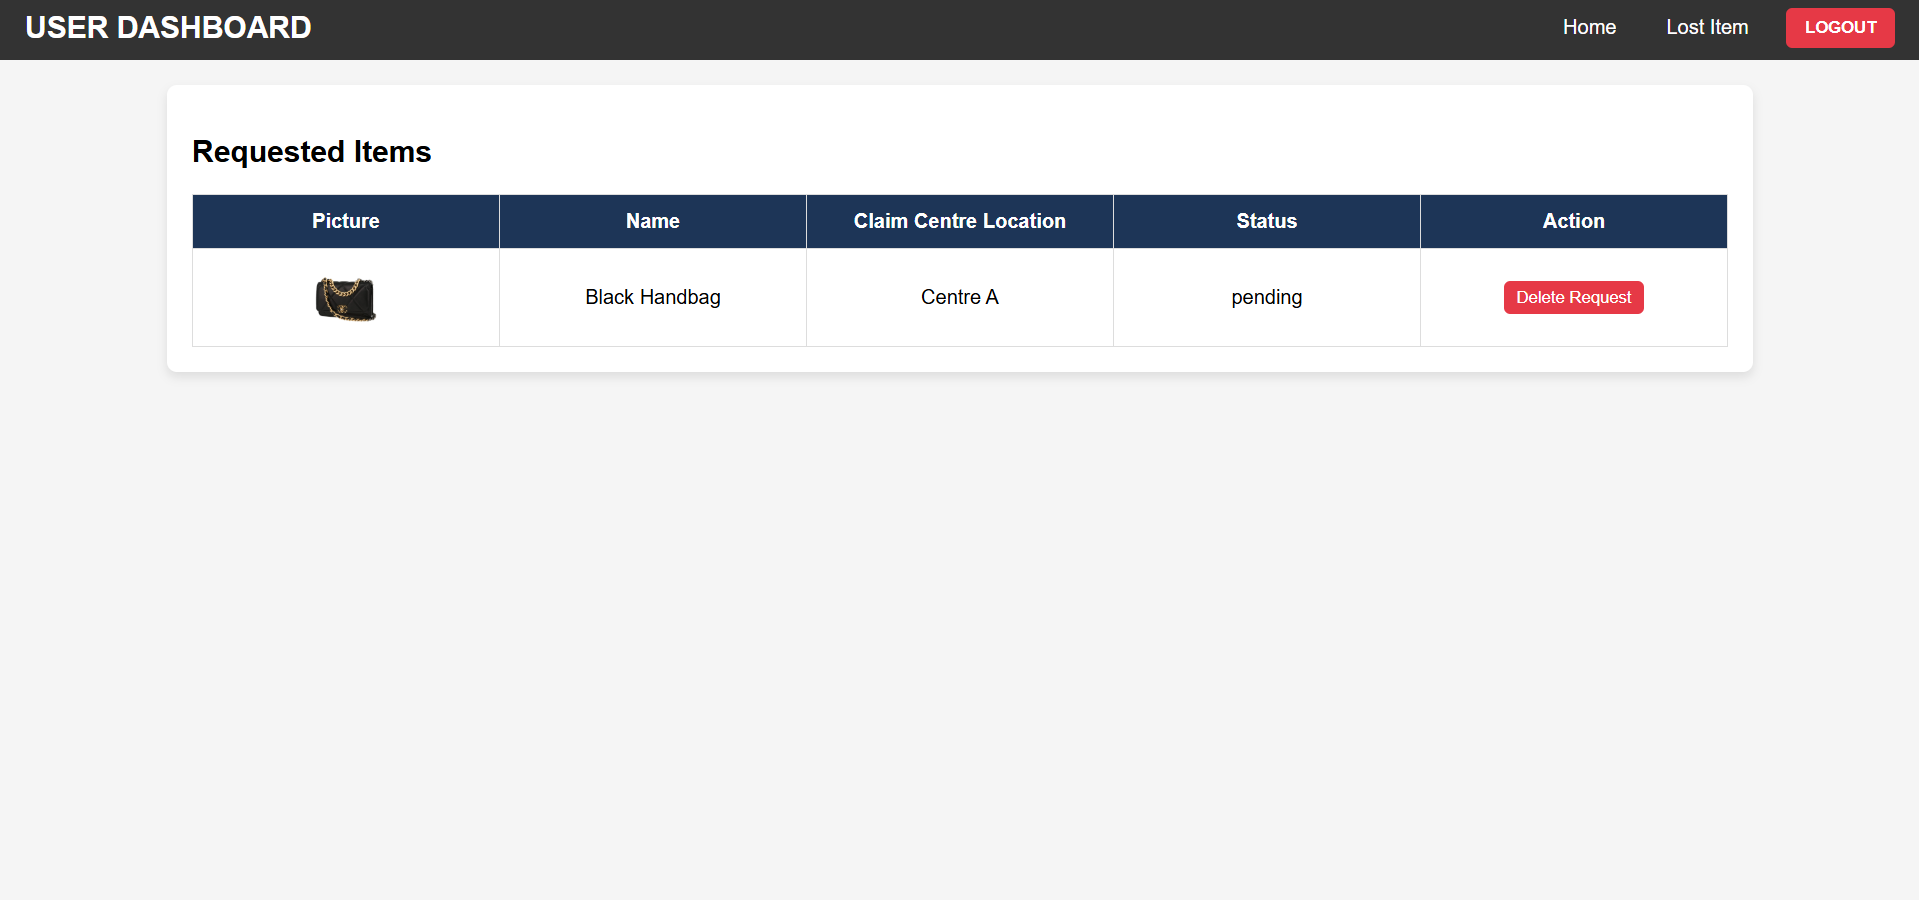 USER DASHBOARD
Home Lost Item LOGOUT
Requested Items
Picture Name Claim Centre Location Status Action
Black Handbag Centre A pending Delete Request